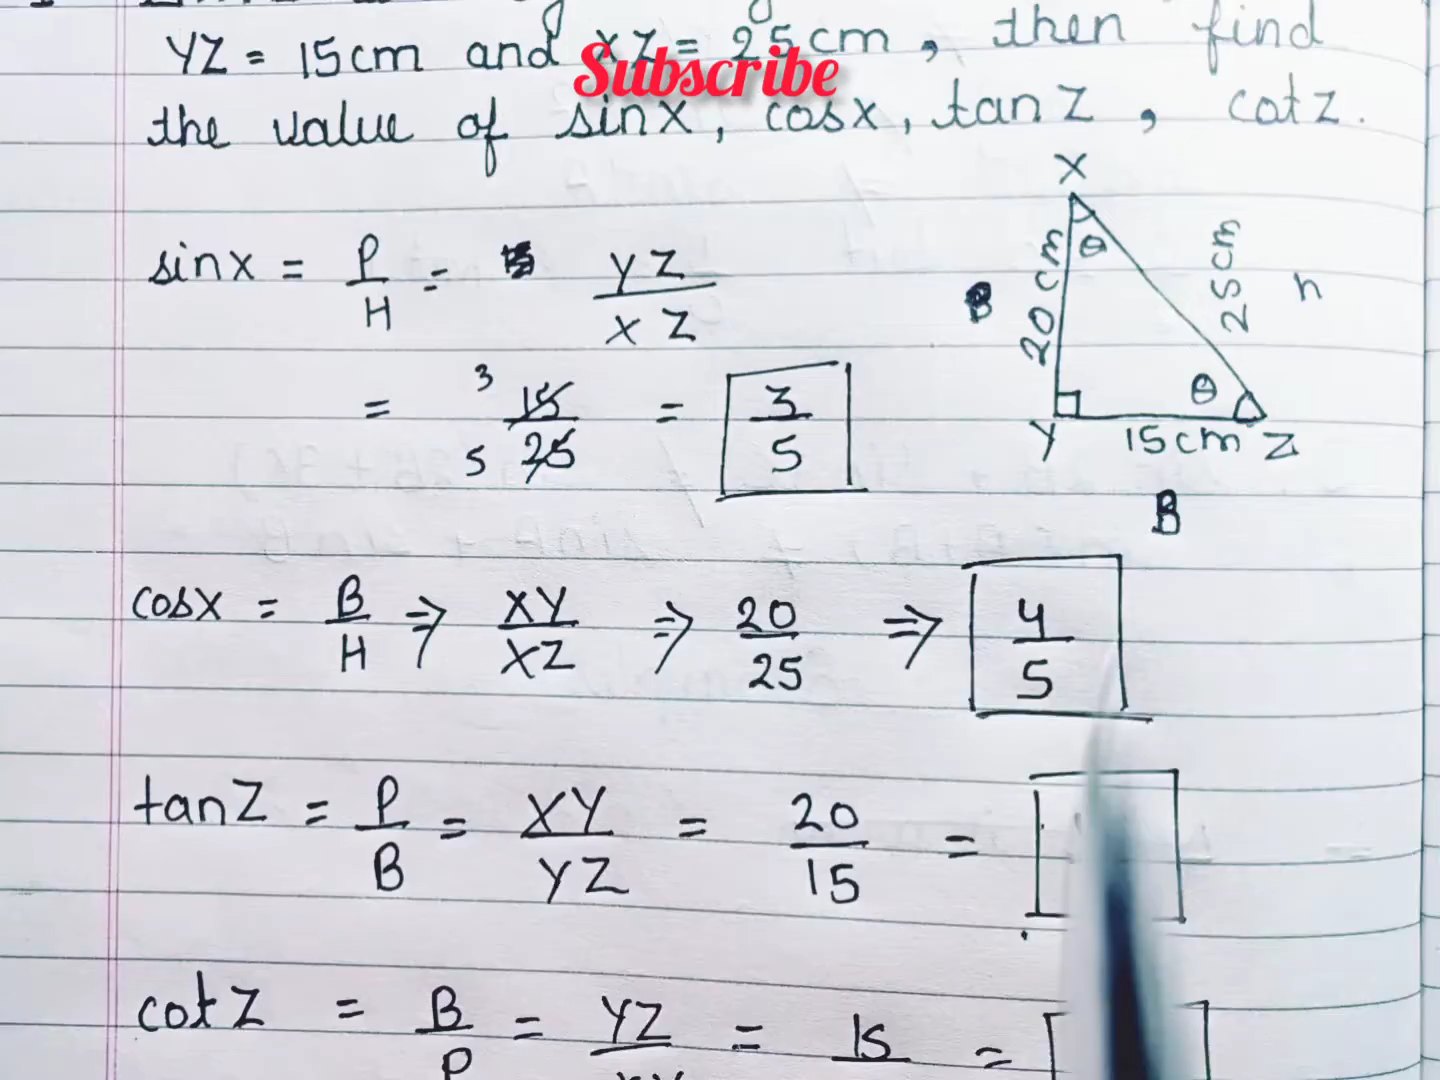 YZ = 15cm and XZ = 25cm, then find
Subscribe
the value of sinX, cosX, tanZ, cotZ.
X
sinX = P/H = YZ/XZ
θ
20cm
25cm
h
B
= 15/25 = 3/5
3
5
θ
Y 15cm Z
B
cosX = B/H ⇒ XY/XZ ⇒ 20/25 ⇒ 4/5
tanZ = P/B = XY/YZ = 20/15 =
cotZ = B/P = YZ = 15 =